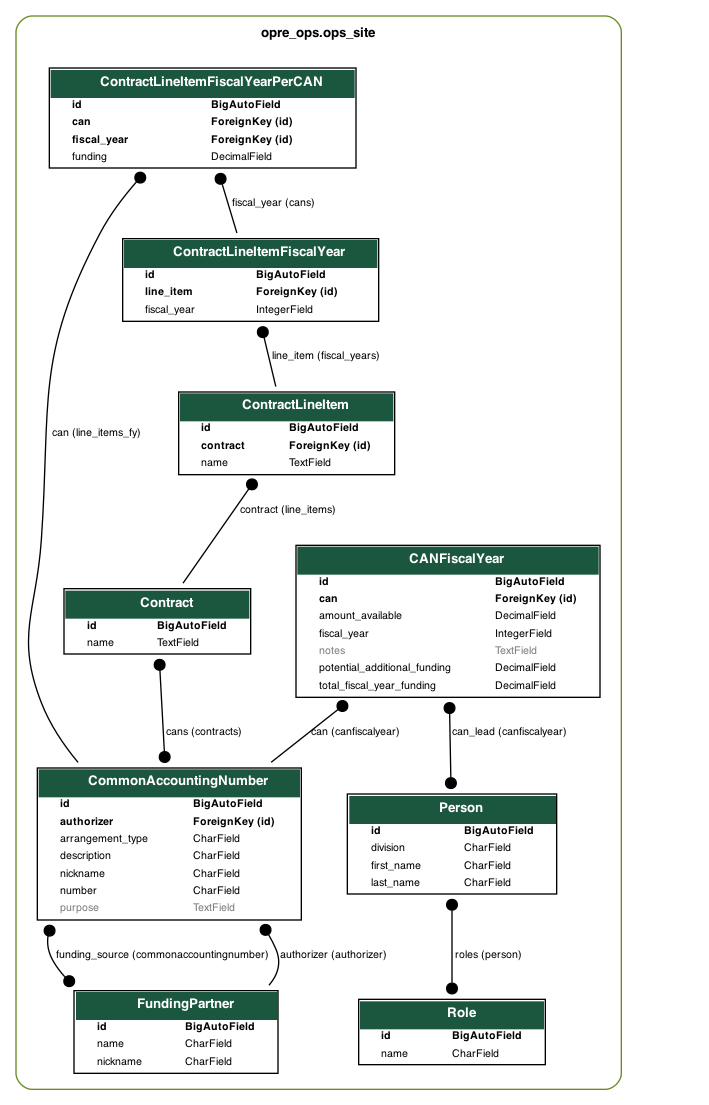 opre_ops.ops_site
ContractLineItemFiscalYearPerCAN
id BigAutoField
can ForeignKey (id)
fiscal_year ForeignKey (id)
funding DecimalField
fiscal_year (cans)
ContractLineItemFiscalYear
id BigAutoField
line_item ForeignKey (id)
fiscal_year IntegerField
line_item (fiscal_years)
ContractLineItem
id BigAutoField
contract ForeignKey (id)
name TextField
can (line_items_fy)
contract (line_items)
CANFiscalYear
id BigAutoField
can ForeignKey (id)
amount_available DecimalField
fiscal_year IntegerField
notes TextField
potential_additional_funding DecimalField
total_fiscal_year_funding DecimalField
Contract
id BigAutoField
name TextField
cans (contracts)
can (canfiscalyear)
can_lead (canfiscalyear)
CommonAccountingNumber
id BigAutoField
authorizer ForeignKey (id)
arrangement_type CharField
description CharField
nickname CharField
number CharField
purpose TextField
Person
id BigAutoField
division CharField
first_name CharField
last_name CharField
funding_source (commonaccountingnumber)
authorizer (authorizer)
roles (person)
FundingPartner
id BigAutoField
name CharField
nickname CharField
Role
id BigAutoField
name CharField